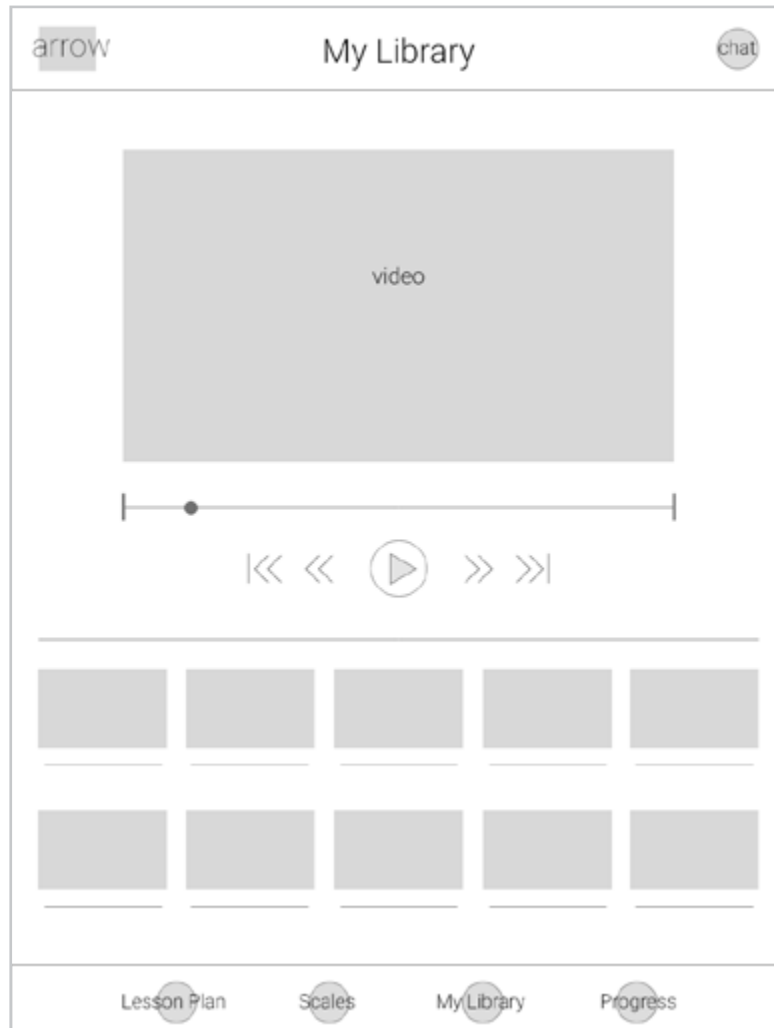 arrow
My Library
chat
video
Lesson Plan
Scales
My Library
Progress